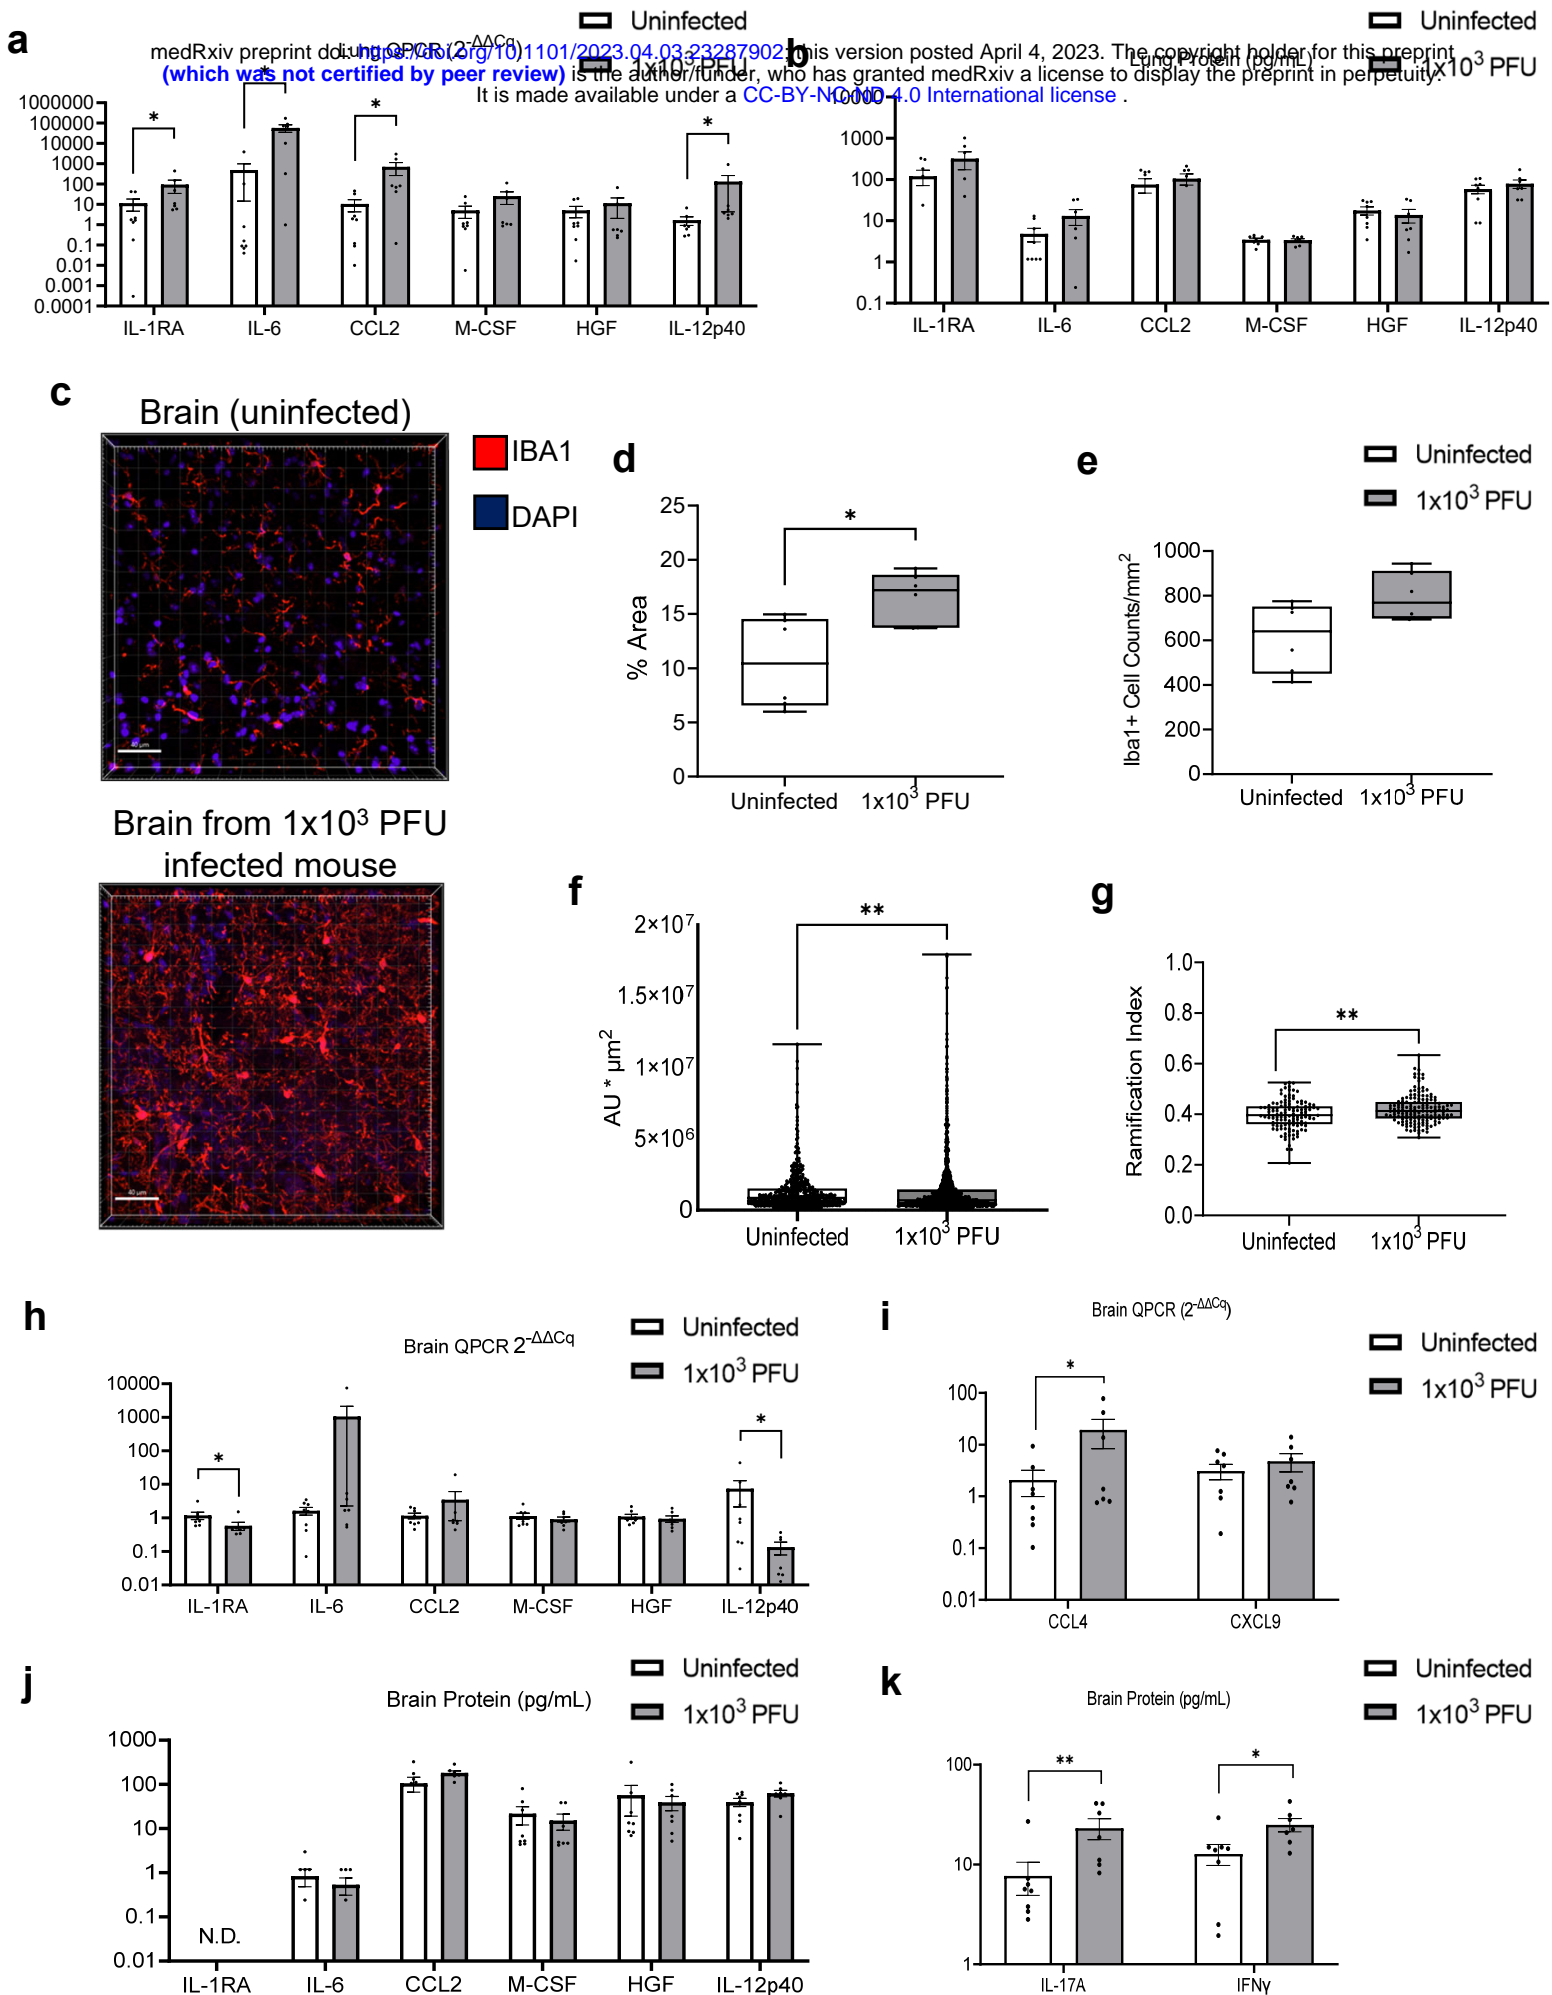 a
Uninfected
1x10³ PFU
Lung QPCR (2^-ΔΔCq)
medRxiv preprint doi: https://doi.org/10.1101/2023.04.03.23287902; this version posted April 4, 2023. The copyright holder for this preprint
(which was not certified by peer review) is the author/funder, who has granted medRxiv a license to display the preprint in perpetuity.
It is made available under a CC-BY-NC-ND 4.0 International license .
1000000
100000
10000
1000
100
10
1
0.1
0.01
0.001
0.0001
* * * *
IL-1RA IL-6 CCL2 M-CSF HGF IL-12p40
b
Uninfected
1x10³ PFU
Lung Protein (pg/mL)
10000
1000
100
10
1
0.1
IL-1RA IL-6 CCL2 M-CSF HGF IL-12p40
c
Brain (uninfected)
IBA1
DAPI
40 µm
Brain from 1x10³ PFU
infected mouse
40 µm
d
% Area
25
20
15
10
5
0
*
Uninfected 1x10³ PFU
e
Uninfected
1x10³ PFU
Iba1+ Cell Counts/mm²
1000
800
600
400
200
0
Uninfected 1x10³ PFU
f
AU * µm²
2×10⁷
1.5×10⁷
1×10⁷
5×10⁶
0
**
Uninfected 1x10³ PFU
g
Ramification Index
1.0
0.8
0.6
0.4
0.2
0.0
**
Uninfected 1x10³ PFU
h
Brain QPCR 2^-ΔΔCq
Uninfected
1x10³ PFU
10000
1000
100
10
1
0.1
0.01
* *
IL-1RA IL-6 CCL2 M-CSF HGF IL-12p40
i
Brain QPCR (2^-ΔΔCq)
Uninfected
1x10³ PFU
100
10
1
0.1
0.01
*
CCL4 CXCL9
j
Brain Protein (pg/mL)
Uninfected
1x10³ PFU
1000
100
10
1
0.1
0.01
N.D.
IL-1RA IL-6 CCL2 M-CSF HGF IL-12p40
k
Brain Protein (pg/mL)
Uninfected
1x10³ PFU
100
10
1
** *
IL-17A IFNγ